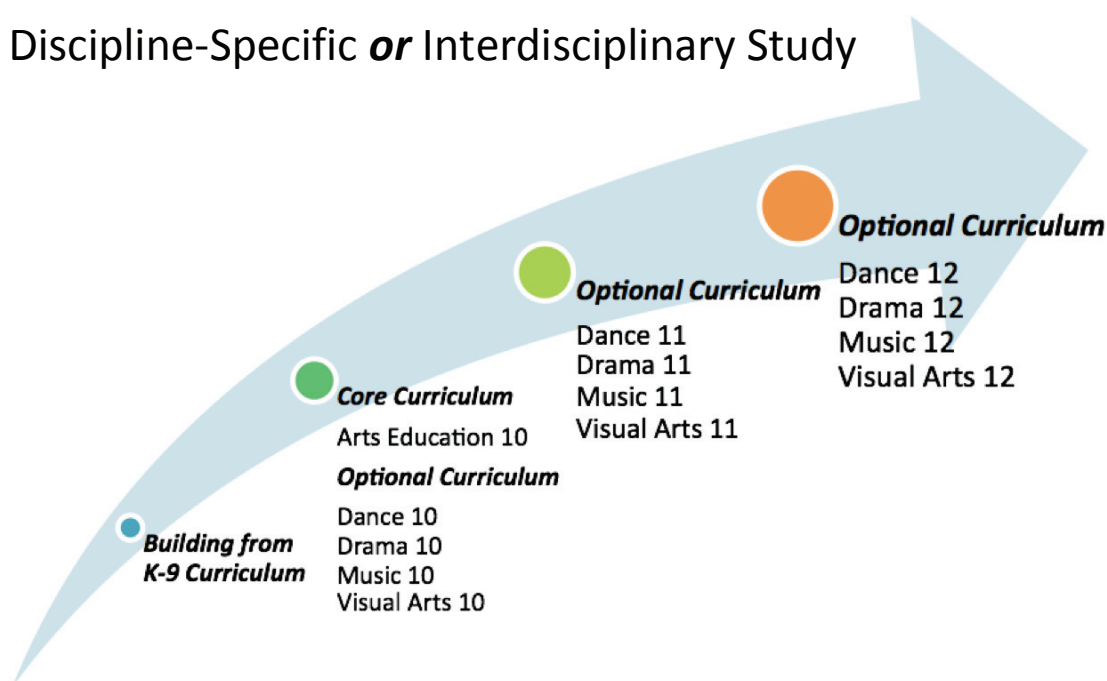 Discipline-Specific or Interdisciplinary Study
Building from
K-9 Curriculum
Core Curriculum
Arts Education 10
Optional Curriculum
Dance 10
Drama 10
Music 10
Visual Arts 10
Optional Curriculum
Dance 11
Drama 11
Music 11
Visual Arts 11
Optional Curriculum
Dance 12
Drama 12
Music 12
Visual Arts 12